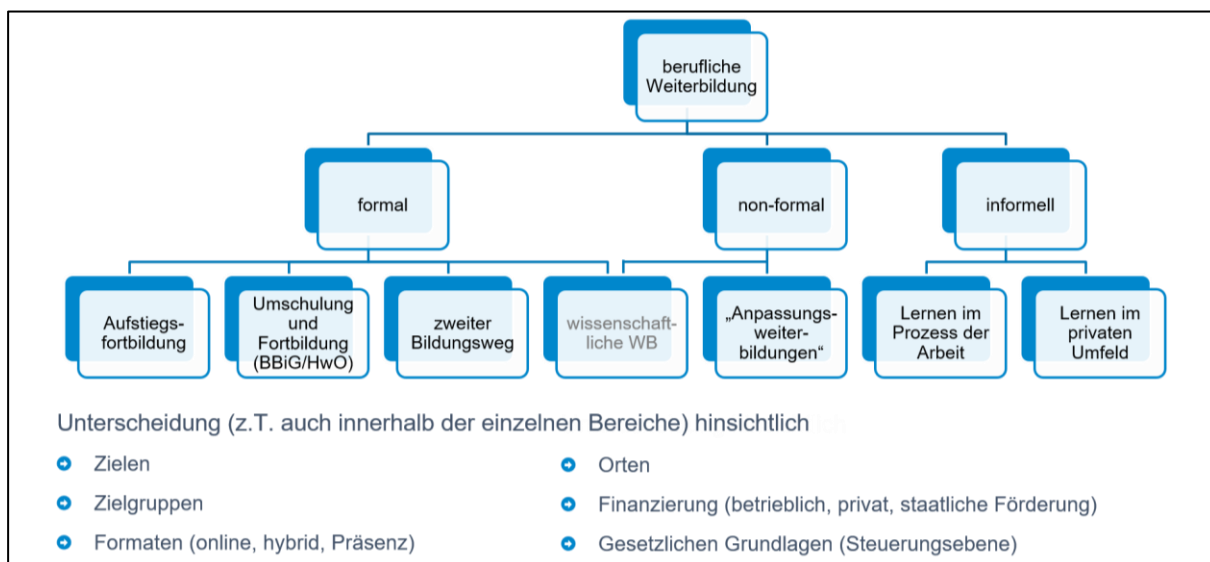 berufliche
Weiterbildung
formal
non-formal
informell
Aufstiegs-
fortbildung
Umschulung
und
Fortbildung
(BBiG/HwO)
zweiter
Bildungsweg
wissenschaft-
liche WB
„Anpassungs-
weiter-
bildungen“
Lernen im
Prozess der
Arbeit
Lernen im
privaten
Umfeld
Unterscheidung (z.T. auch innerhalb der einzelnen Bereiche) hinsichtlich
Zielen
Zielgruppen
Formaten (online, hybrid, Präsenz)
Orten
Finanzierung (betrieblich, privat, staatliche Förderung)
Gesetzlichen Grundlagen (Steuerungsebene)